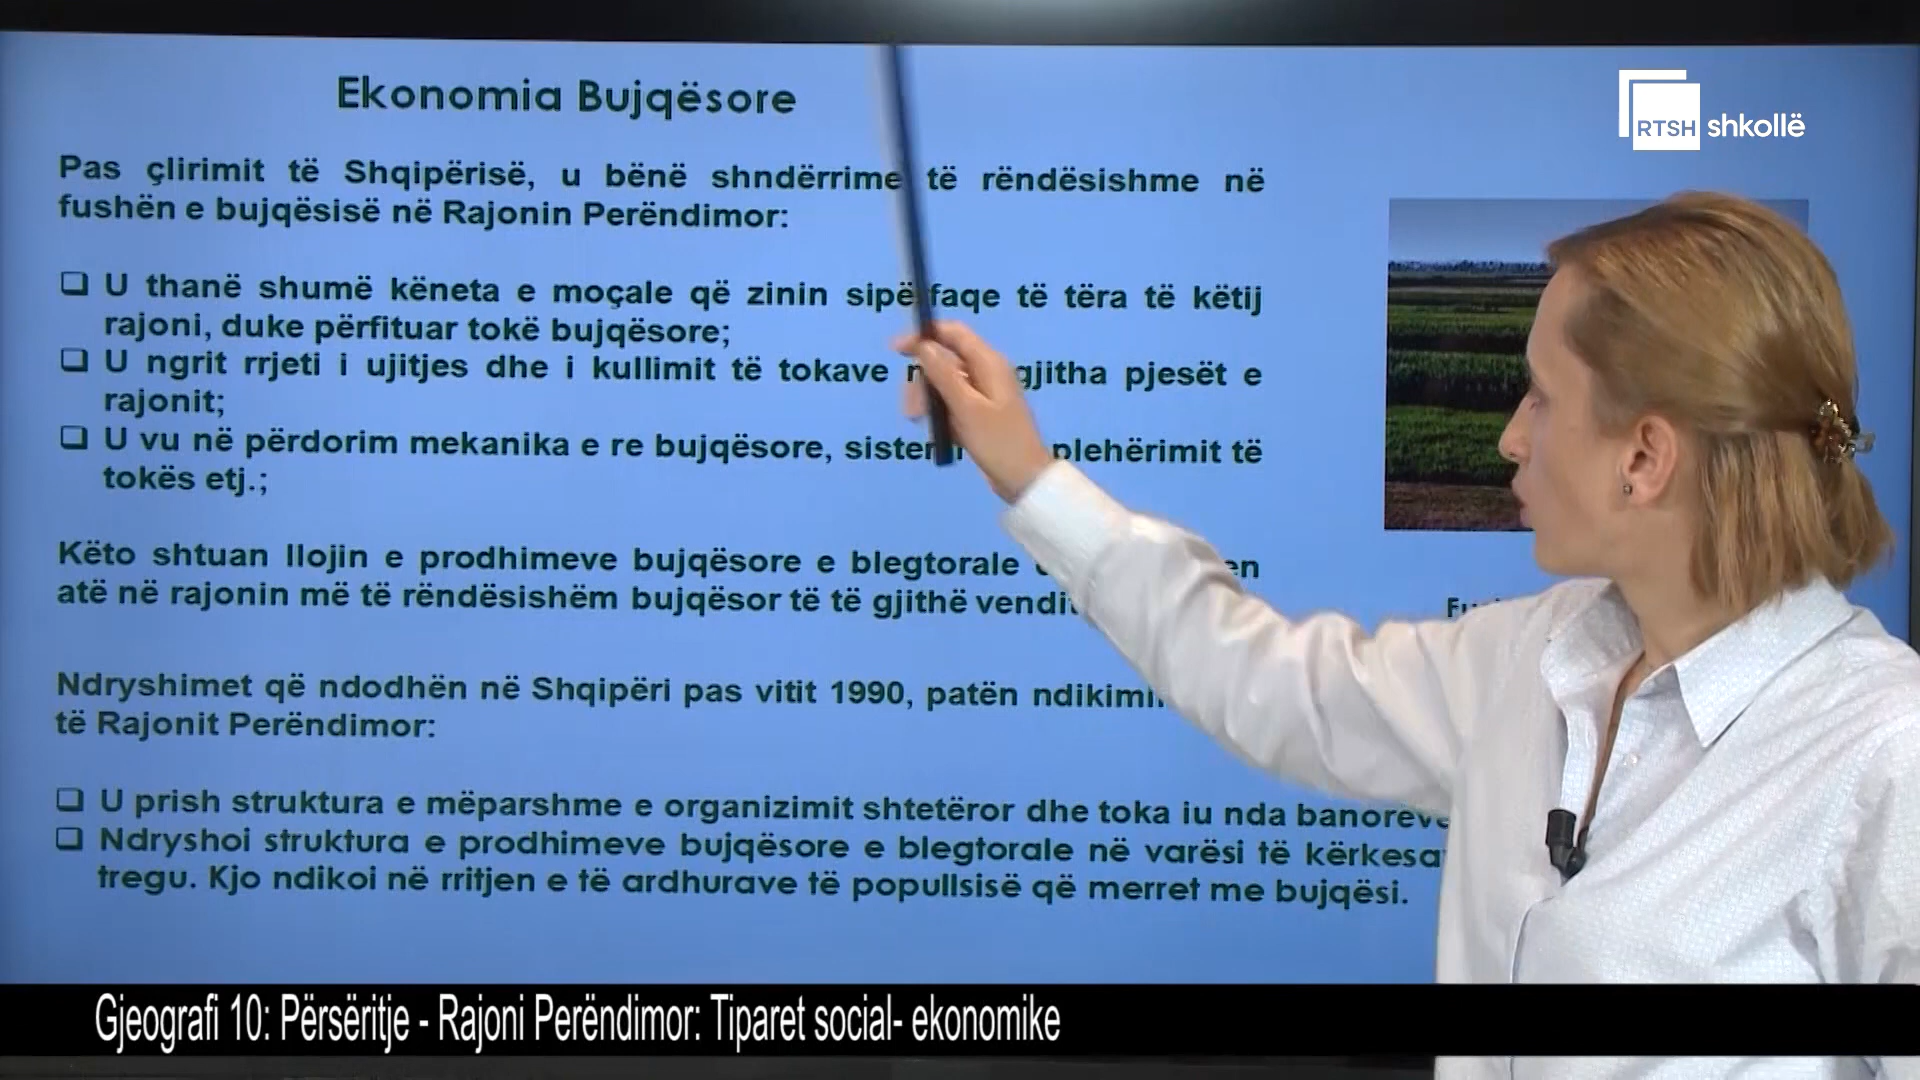 Ekonomia Bujqësore
RTSH shkollë
Pas çlirimit të Shqipërisë, u bënë shndërrime të rëndësishme në
fushën e bujqësisë në Rajonin Perëndimor:
❑ U thanë shumë këneta e moçale që zinin sipërfaqe të tëra të këtij
rajoni, duke përfituar tokë bujqësore;
❑ U ngrit rrjeti i ujitjes dhe i kullimit të tokave gjitha pjesët e
rajonit;
❑ U vu në përdorim mekanika e re bujqësore, plehërimit të
tokës etj.;
Këto shtuan llojin e prodhimeve bujqësore e blegtorale
atë në rajonin më të rëndësishëm bujqësor të të gjithë
Ndryshimet që ndodhën në Shqipëri pas vitit 1990, patën
të Rajonit Perëndimor:
❑ U prish struktura e mëparshme e organizimit shtetëror dhe toka iu nda banorëve
❑ Ndryshoi struktura e prodhimeve bujqësore e blegtorale në varësi të
tregu. Kjo ndikoi në rritjen e të ardhurave të popullsisë që merret me bujqësi.
Gjeografi 10: Përsëritje - Rajoni Perëndimor: Tiparet social- ekonomike